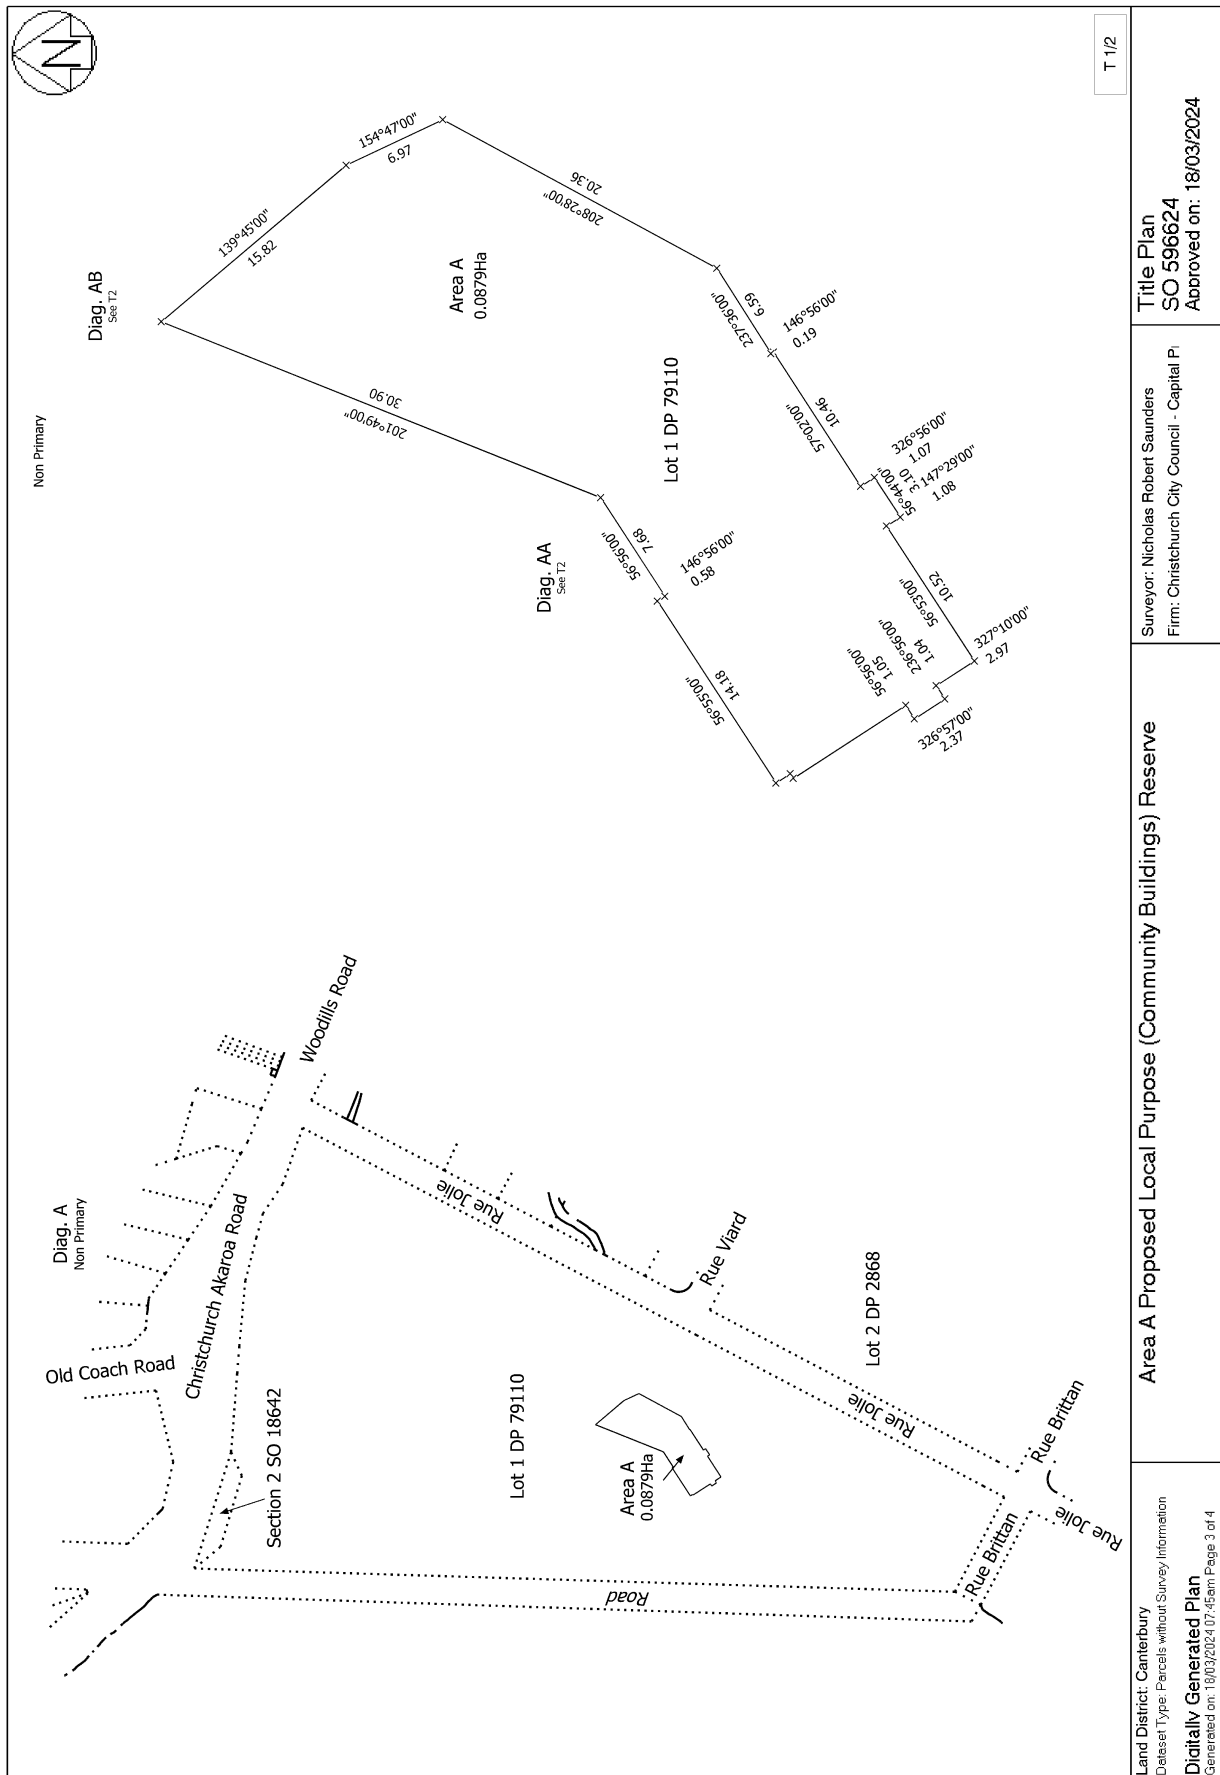 N
T 1/2
Non Primary
Diag. A
Non Primary
Old Coach Road
Christchurch Akaroa Road
Woodills Road
Section 2 SO 18642
Lot 1 DP 79110
Area A
0.0879Ha
Road
Rue Jolie
Rue Viard
Lot 2 DP 2868
Rue Jolie
Rue Brittan
Rue Brittan
Rue Jolie
Diag. AB
See T2
Diag. AA
See T2
139°45'00"
15.82
154°47'00"
6.97
20.36
208°28'00"
Area A
0.0879Ha
30.90
201°49'00"
237°36'00"
6.59
146°56'00"
0.19
Lot 1 DP 79110
57°02'00"
10.46
326°56'00"
1.07
56°44'00"
3.10
147°29'00"
1.08
56°56'00"
7.68
146°56'00"
0.58
56°55'00"
14.18
56°53'00"
10.52
56°56'00"
1.05
236°56'00"
1.04
327°10'00"
2.97
326°57'00"
2.37
Land District: Canterbury
Dataset Type: Parcels without Survey Information
Digitally Generated Plan
Generated on: 18/03/2024 07:45am Page 3 of 4
Area A Proposed Local Purpose (Community Buildings) Reserve
Surveyor: Nicholas Robert Saunders
Firm: Christchurch City Council - Capital P
Title Plan
SO 596624
Approved on: 18/03/2024